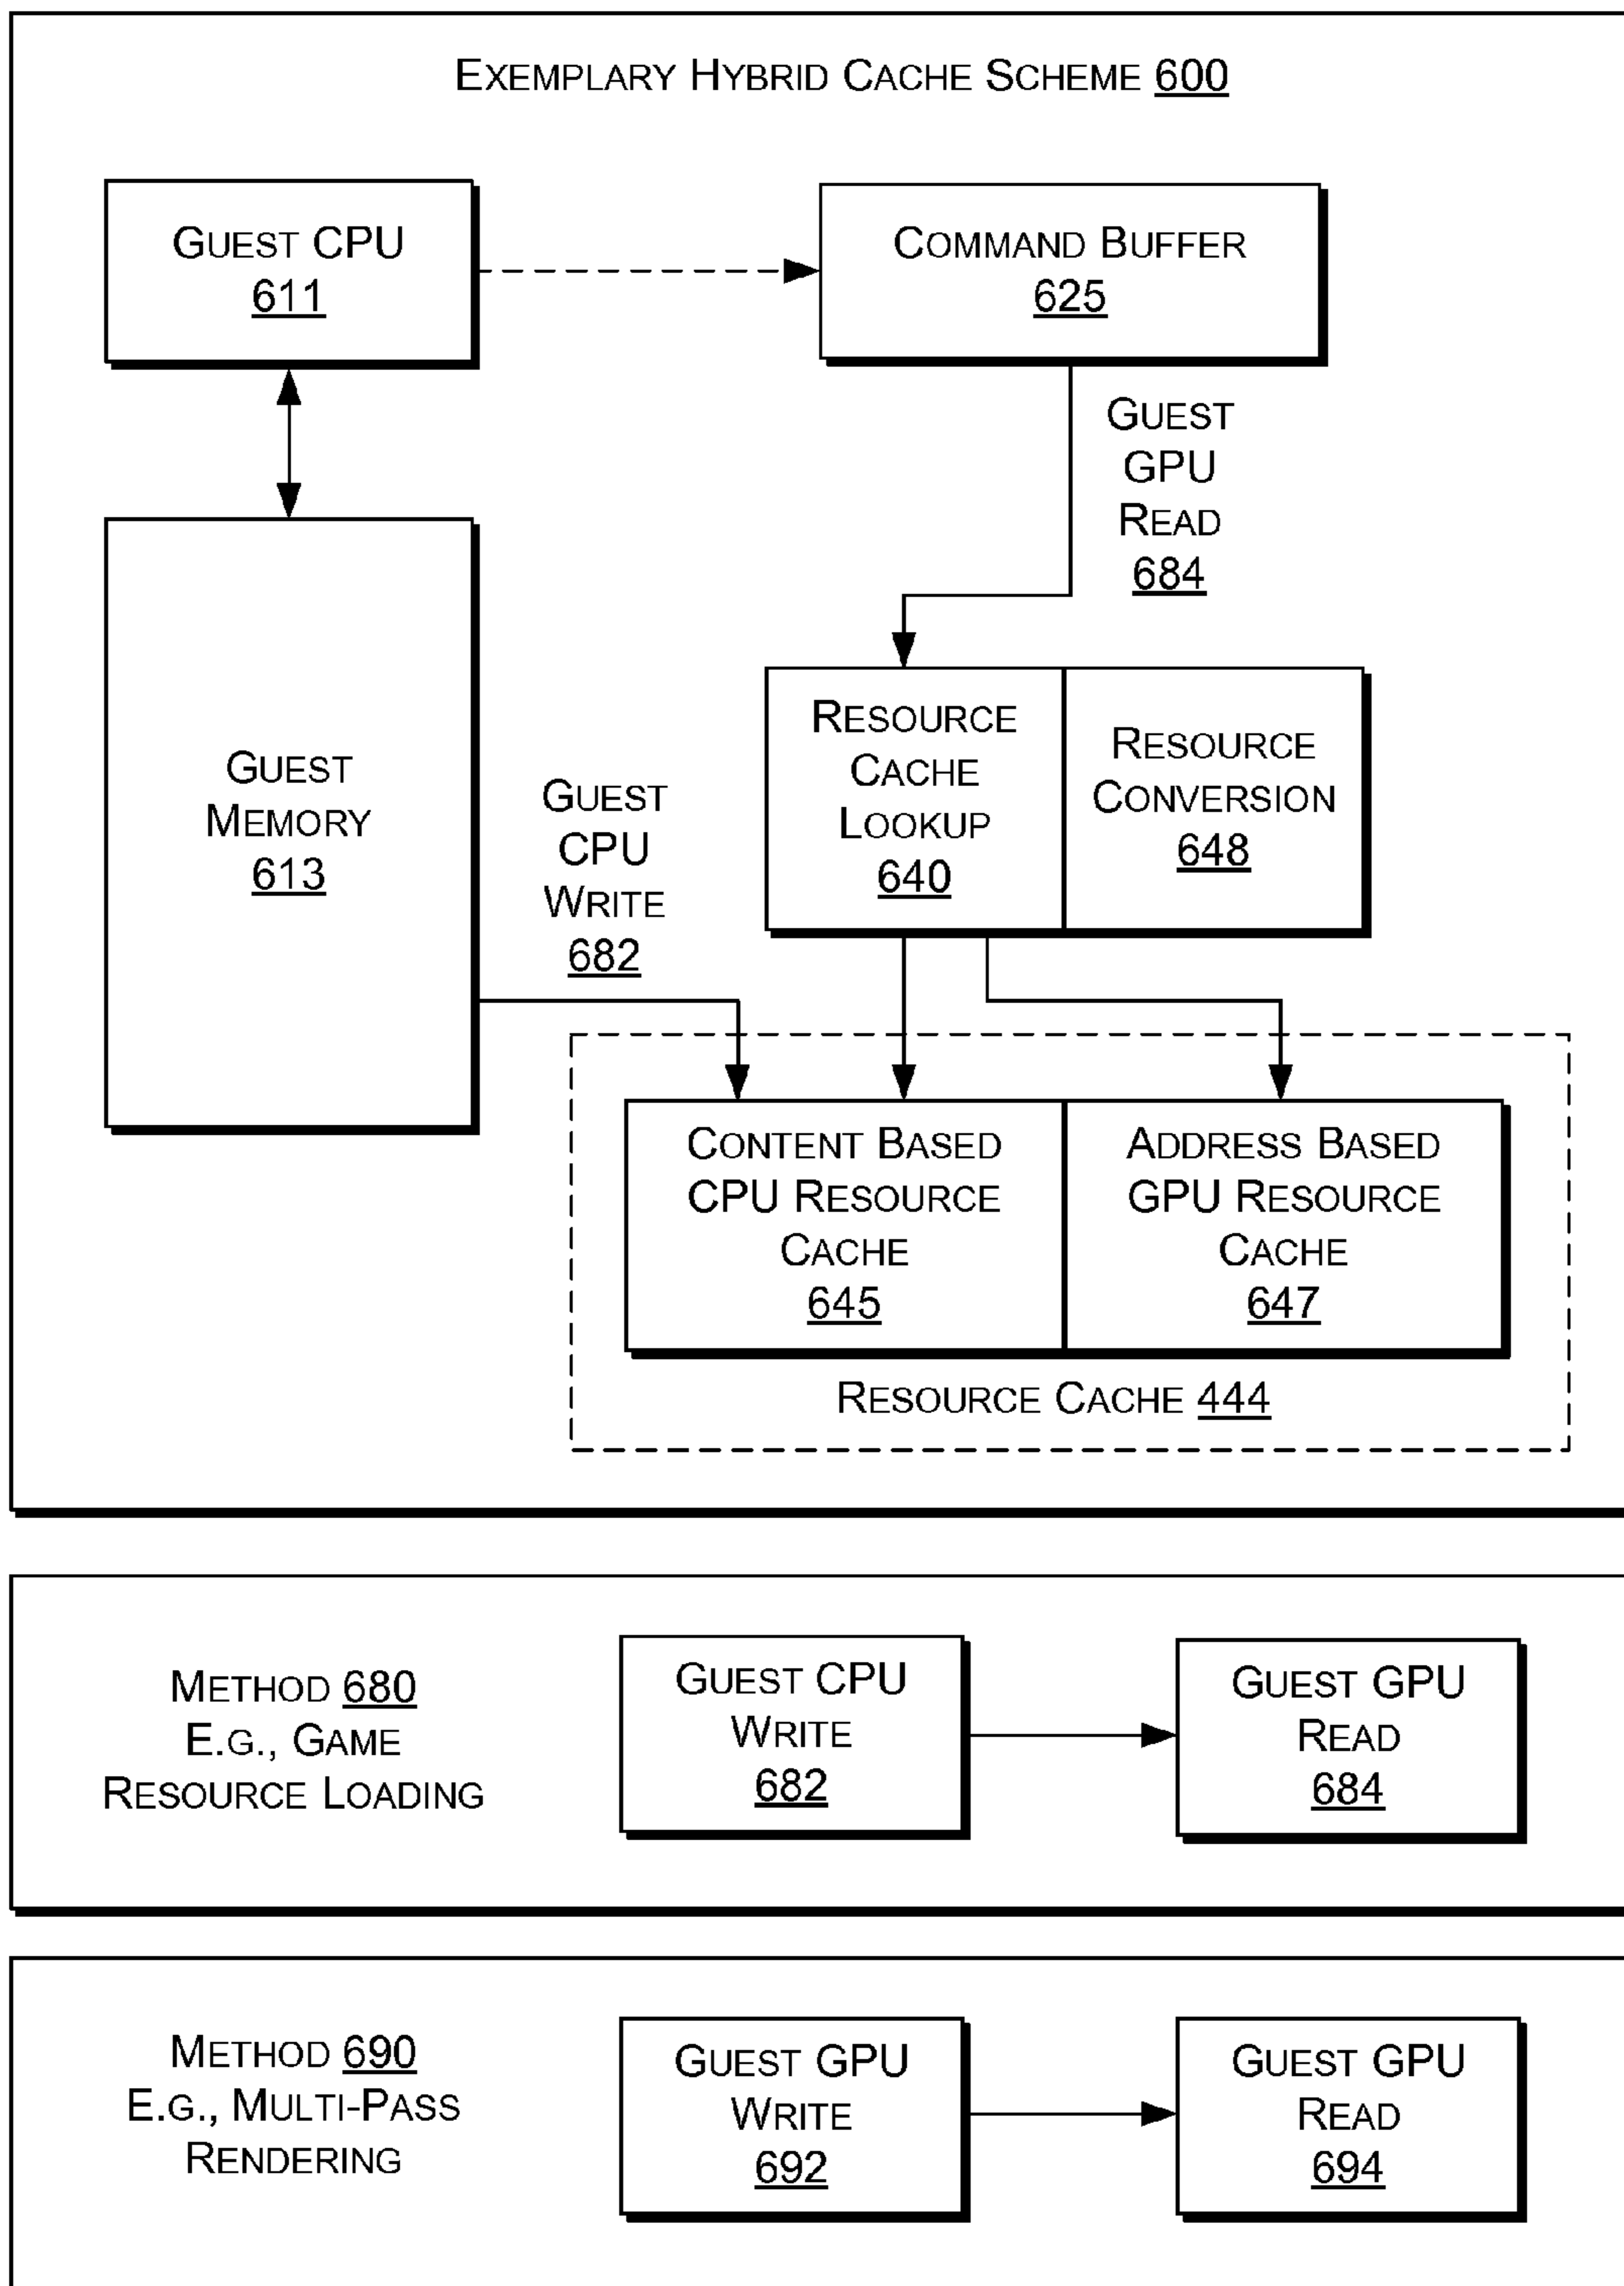 EXEMPLARY HYBRID CACHE SCHEME 600
GUEST CPU
611
COMMAND BUFFER
625
GUEST
GPU
READ
684
GUEST
MEMORY
613
GUEST
CPU
WRITE
682
RESOURCE
CACHE
LOOKUP
640
RESOURCE
CONVERSION
648
CONTENT BASED
CPU RESOURCE
CACHE
645
ADDRESS BASED
GPU RESOURCE
CACHE
647
RESOURCE CACHE 444
METHOD 680
E.G., GAME
RESOURCE LOADING
GUEST CPU
WRITE
682
GUEST GPU
READ
684
METHOD 690
E.G., MULTI-PASS
RENDERING
GUEST GPU
WRITE
692
GUEST GPU
READ
694